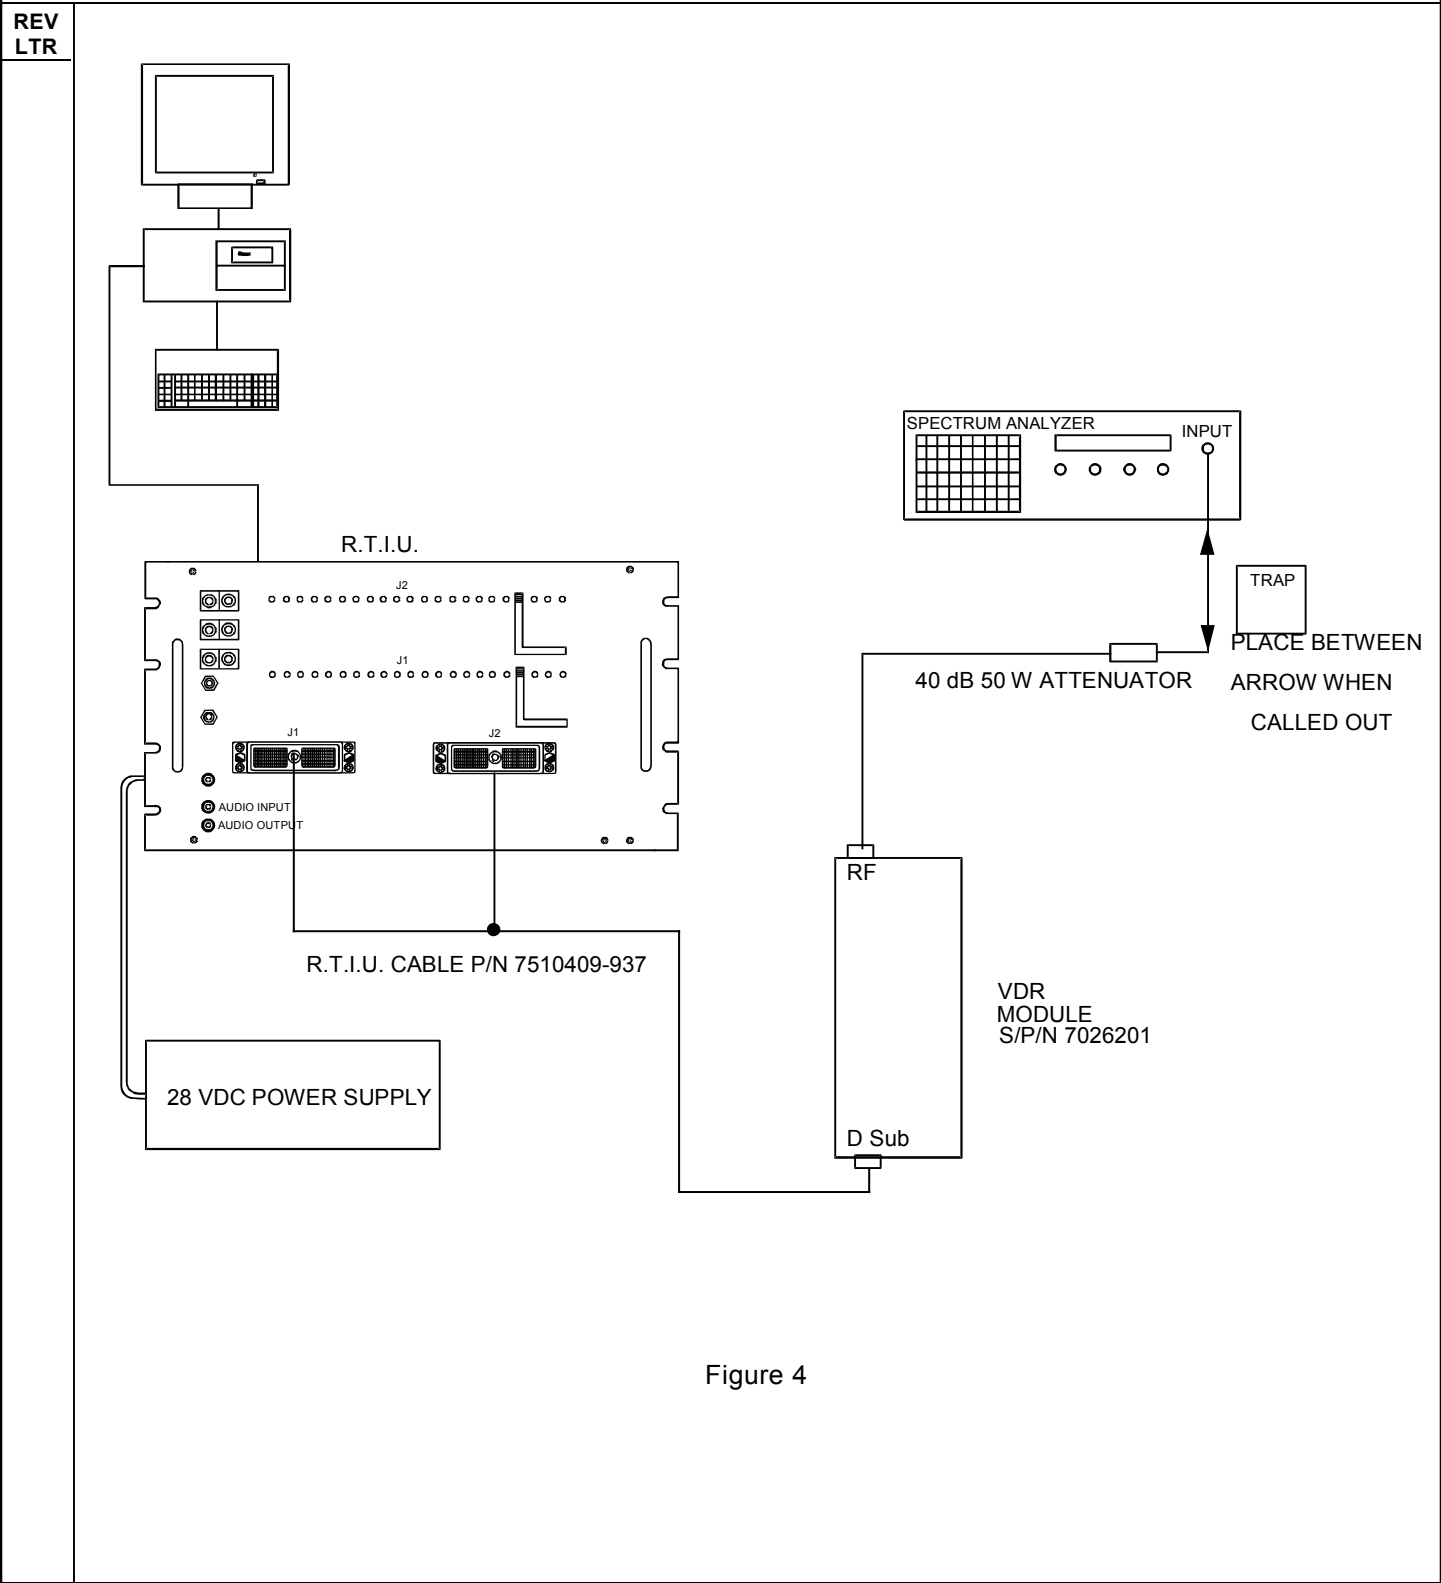 REV
LTR
SPECTRUM ANALYZER
INPUT
R.T.I.U.
J2
TRAP
PLACE BETWEEN
ARROW WHEN
CALLED OUT
J1
40 dB 50 W ATTENUATOR
J1
J2
AUDIO INPUT
AUDIO OUTPUT
RF
R.T.I.U. CABLE P/N 7510409-937
VDR
MODULE
S/P/N 7026201
28 VDC POWER SUPPLY
D Sub
Figure 4